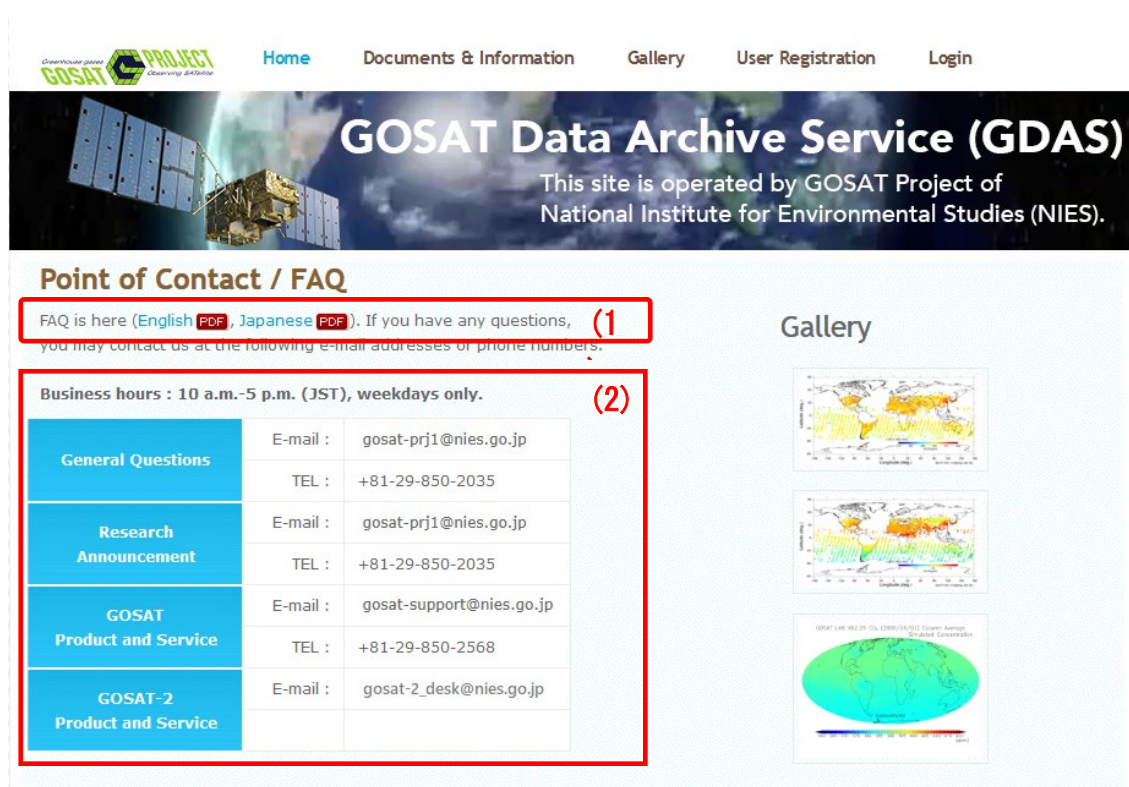 Greenhouse gases
GOSAT PROJECT
Observing SATellite
Home Documents & Information Gallery User Registration Login
GOSAT Data Archive Service (GDAS)
This site is operated by GOSAT Project of
National Institute for Environmental Studies (NIES).
Point of Contact / FAQ
FAQ is here (English PDF, Japanese PDF). If you have any questions,
(1
you may contact us at the following e-mail addresses or phone numbers.
Business hours : 10 a.m.-5 p.m. (JST), weekdays only.
(2)
General Questions
E-mail : gosat-prj1@nies.go.jp
TEL : +81-29-850-2035
Research
Announcement
E-mail : gosat-prj1@nies.go.jp
TEL : +81-29-850-2035
GOSAT
Product and Service
E-mail : gosat-support@nies.go.jp
TEL : +81-29-850-2568
GOSAT-2
Product and Service
E-mail : gosat-2_desk@nies.go.jp
Gallery
Longitude (deg.)
Longitude (deg.)
Simulated Concentration